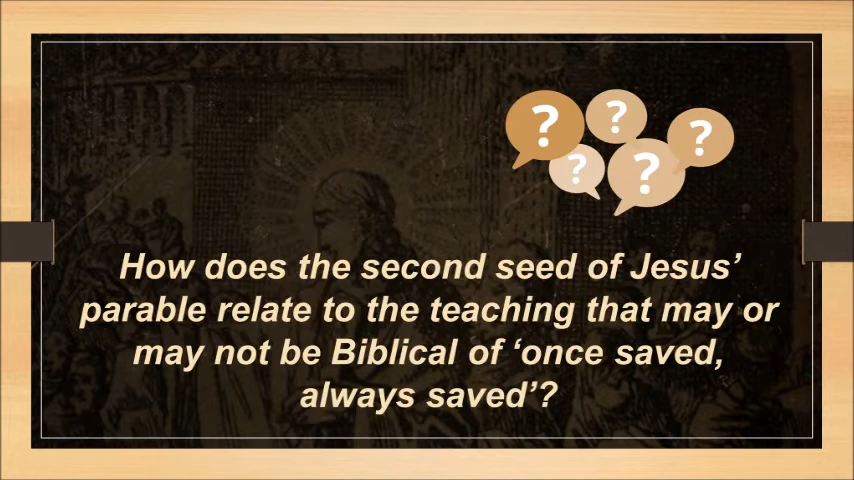 ? ? ? ? ?
How does the second seed of Jesus’
parable relate to the teaching that may or
may not be Biblical of ‘once saved,
always saved’?